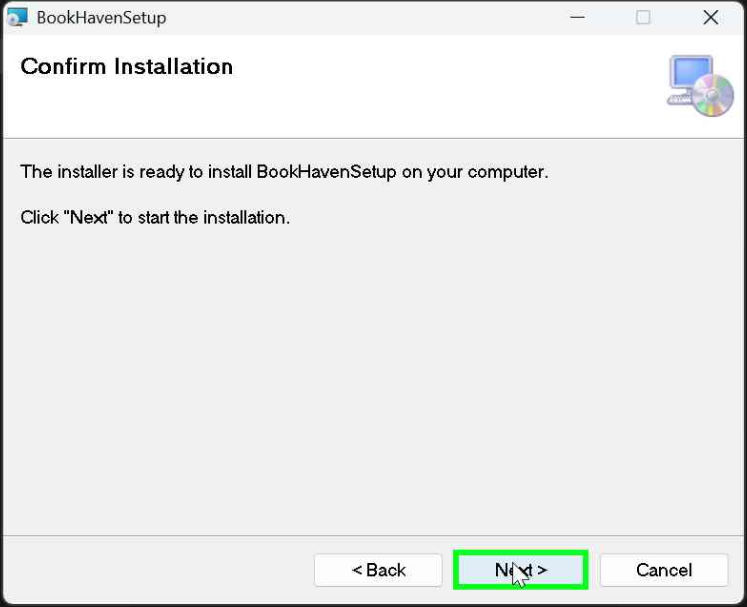 BookHavenSetup
Confirm Installation
The installer is ready to install BookHavenSetup on your computer.
Click "Next" to start the installation.
< Back
Next >
Cancel